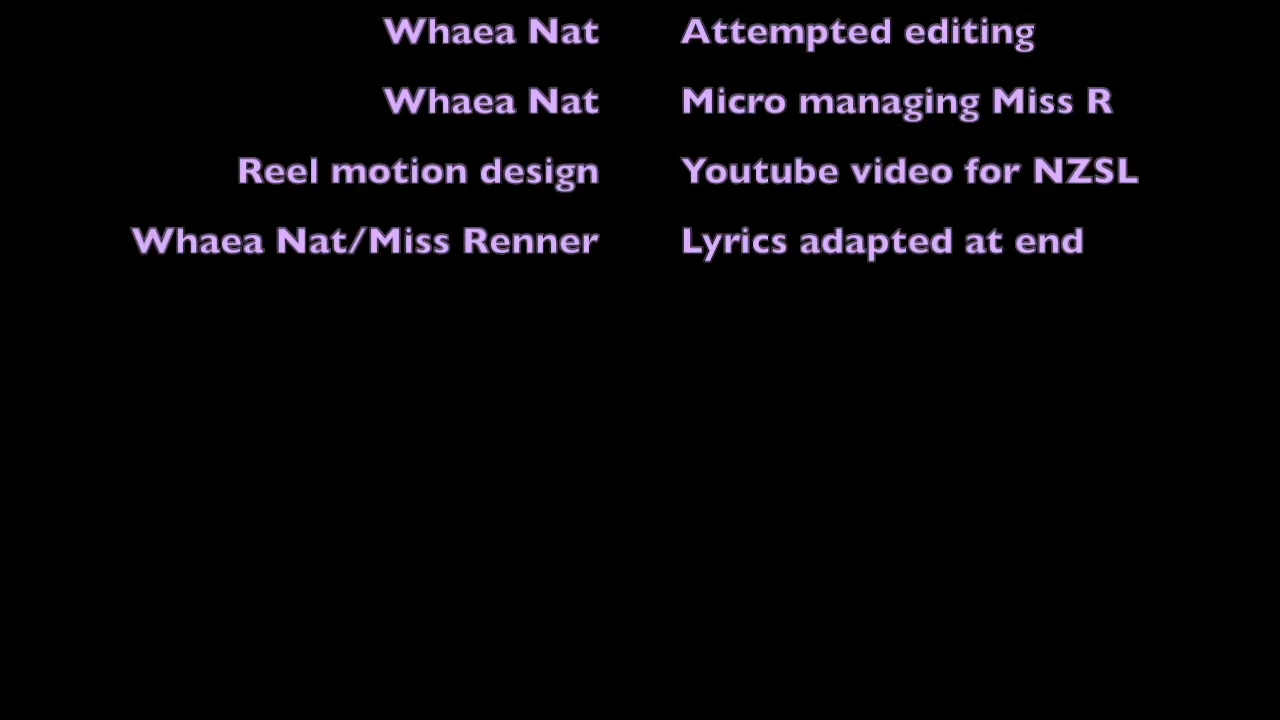 Whaea Nat Attempted editing
Whaea Nat Micro managing Miss R
Reel motion design Youtube video for NZSL
Whaea Nat/Miss Renner Lyrics adapted at end